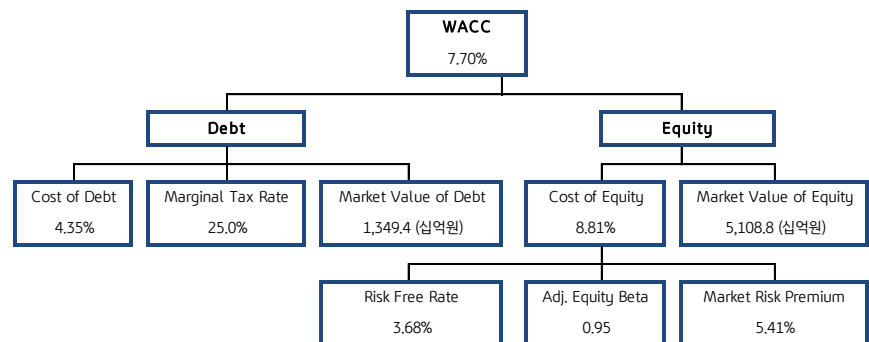 WACC
7.70%
Debt
Equity
Cost of Debt
4.35%
Marginal Tax Rate
25.0%
Market Value of Debt
1,349.4 (십억원)
Cost of Equity
8.81%
Market Value of Equity
5,108.8 (십억원)
Risk Free Rate
3.68%
Adj. Equity Beta
0.95
Market Risk Premium
5.41%